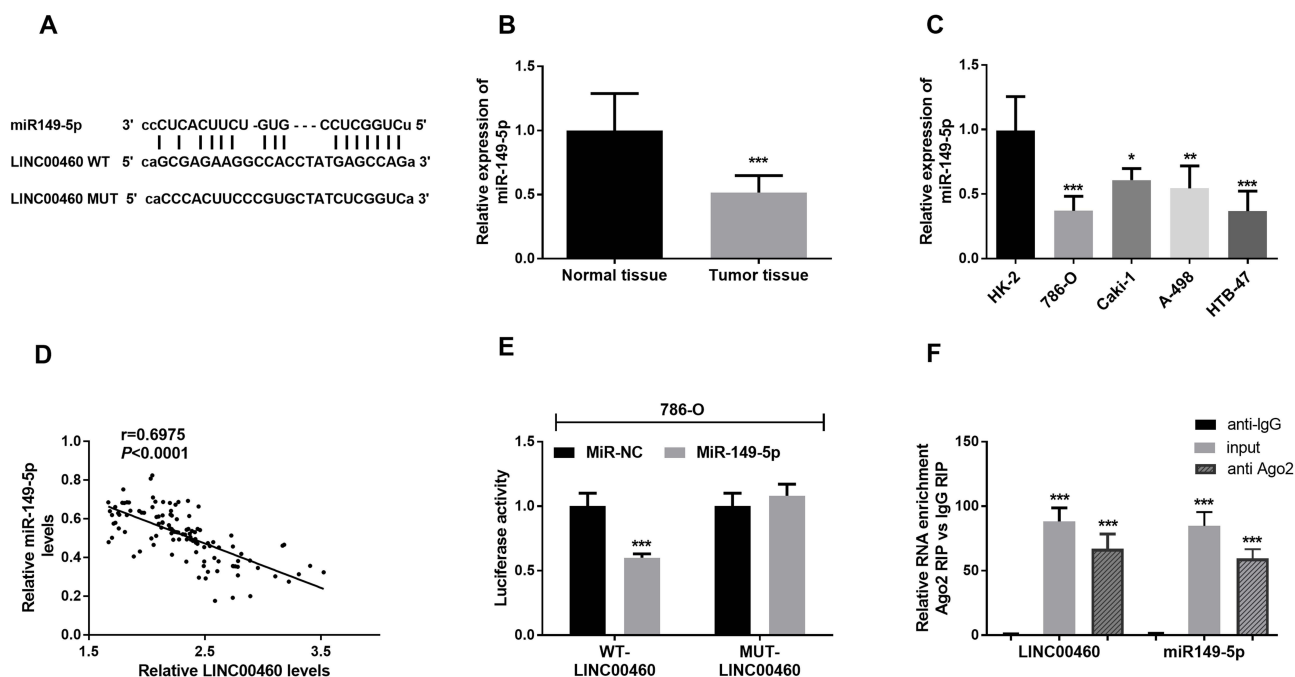 A
miR149-5p 3' ccCUCACUUCU -GUG - - - CCUCGGUCu 5'
LINC00460 WT 5' caGCGAGAAGGCCACCTATGAGCCAGa 3'
LINC00460 MUT 5' caCCCACUUCCCGUGCTATCUCGGUCa 3'
B
Relative expression of
miR-149-5p
1.5
1.0
0.5
0.0
***
Normal tissue Tumor tissue
C
Relative expression of
miR-149-5p
1.5
1.0
0.5
0.0
*** * ** ***
HK-2 786-O Caki-1 A-498 HTB-47
D
r=0.6975
P<0.0001
Relative miR-149-5p
levels
1.0
0.8
0.6
0.4
0.2
0.0
1.5 2.5 3.5
Relative LINC00460 levels
E
786-O
MiR-NC MiR-149-5p
Luciferase activity
1.5
1.0
0.5
0.0
***
WT-
LINC00460
MUT-
LINC00460
F
anti-IgG
input
anti Ago2
Relative RNA enrichment
Ago2 RIP vs IgG RIP
150
100
50
0
*** *** *** ***
LINC00460 miR149-5p